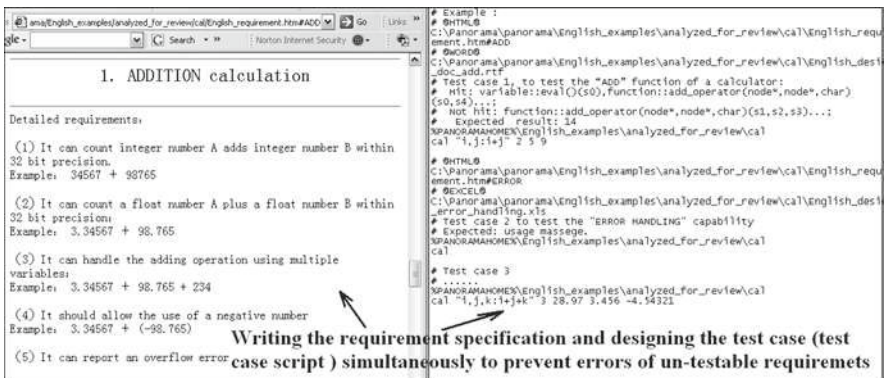 ama/English_examples/analyzed_for_review/cal/English_requirement.htm#ADD Go Links »
gle - Search » Norton Internet Security
1. ADDITION calculation
Detailed requirements:
(1) It can count integer number A adds integer number B within
32 bit precision.
Example: 34567 + 98765
(2) It can count a float number A plus a float number B within
32 bit precision:
Example: 3.34567 + 98.765
(3) It can handle the adding operation using multiple
variables:
Example: 3.34567 + 98.765 + 234
(4) It should allow the use of a negative number
Example: 3.34567 + (-98.765)
(5) It can report an overflow error
# Example :
# @HTML@
C:\Panorama\panorama\English_examples\analyzed_for_review\cal\English_requ
ement.htm#ADD
# @WORD@
C:\Panorama\panorama\English_examples\analyzed_for_review\cal\English_desi
_doc_add.rtf
# Test case 1, to test the "ADD" function of a calculator:
# Hit: variable::eval()(s0),function::add_operator(node*,node*,char)
(s0,s4)...;
# Not hit: function::add_operator(node*,node*,char)(s1,s2,s3)...;
# Expected result: 14
%PANORAMAHOME%\English_examples\analyzed_for_review\cal
cal "i,j:i+j" 2 5 9
# @HTML@
C:\Panorama\panorama\English_examples\analyzed_for_review\cal\English_requ
ement.htm#ERROR
# @EXCEL@
C:\Panorama\panorama\English_examples\analyzed_for_review\cal\English_desi
_error_handling.xls
# Test case 2 to test the "ERROR HANDLING" capability
# Expected: usage massege.
%PANORAMAHOME%\English_examples\analyzed_for_review\cal
cal
# Test case 3
# ......
%PANORAMAHOME%\English_examples\analyzed_for_review\cal
cal "i,j,k:i+j+k" 3 28.97 3.456 -4.54321
Writing the requirement specification and designing the test case (test
case script ) simultaneously to prevent errors of un-testable requiremets